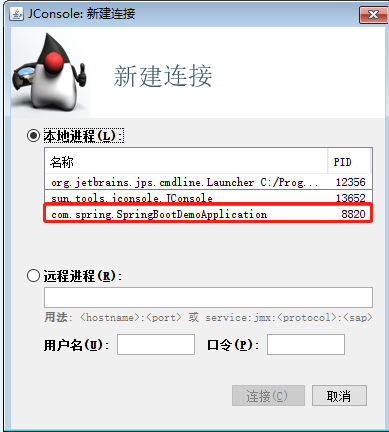 JConsole: 新建连接
新建连接
本地进程(L):
名称 PID
org.jetbrains.jps.cmdline.Launcher C:/Prog... 12356
sun.tools.jconsole.JConsole 13652
com.spring.SpringBootDemoApplication 8820
远程进程(R):
用法: <hostname>:<port> 或 service:jmx:<protocol>:<sap>
用户名(U): 口令(P):
连接(C) 取消